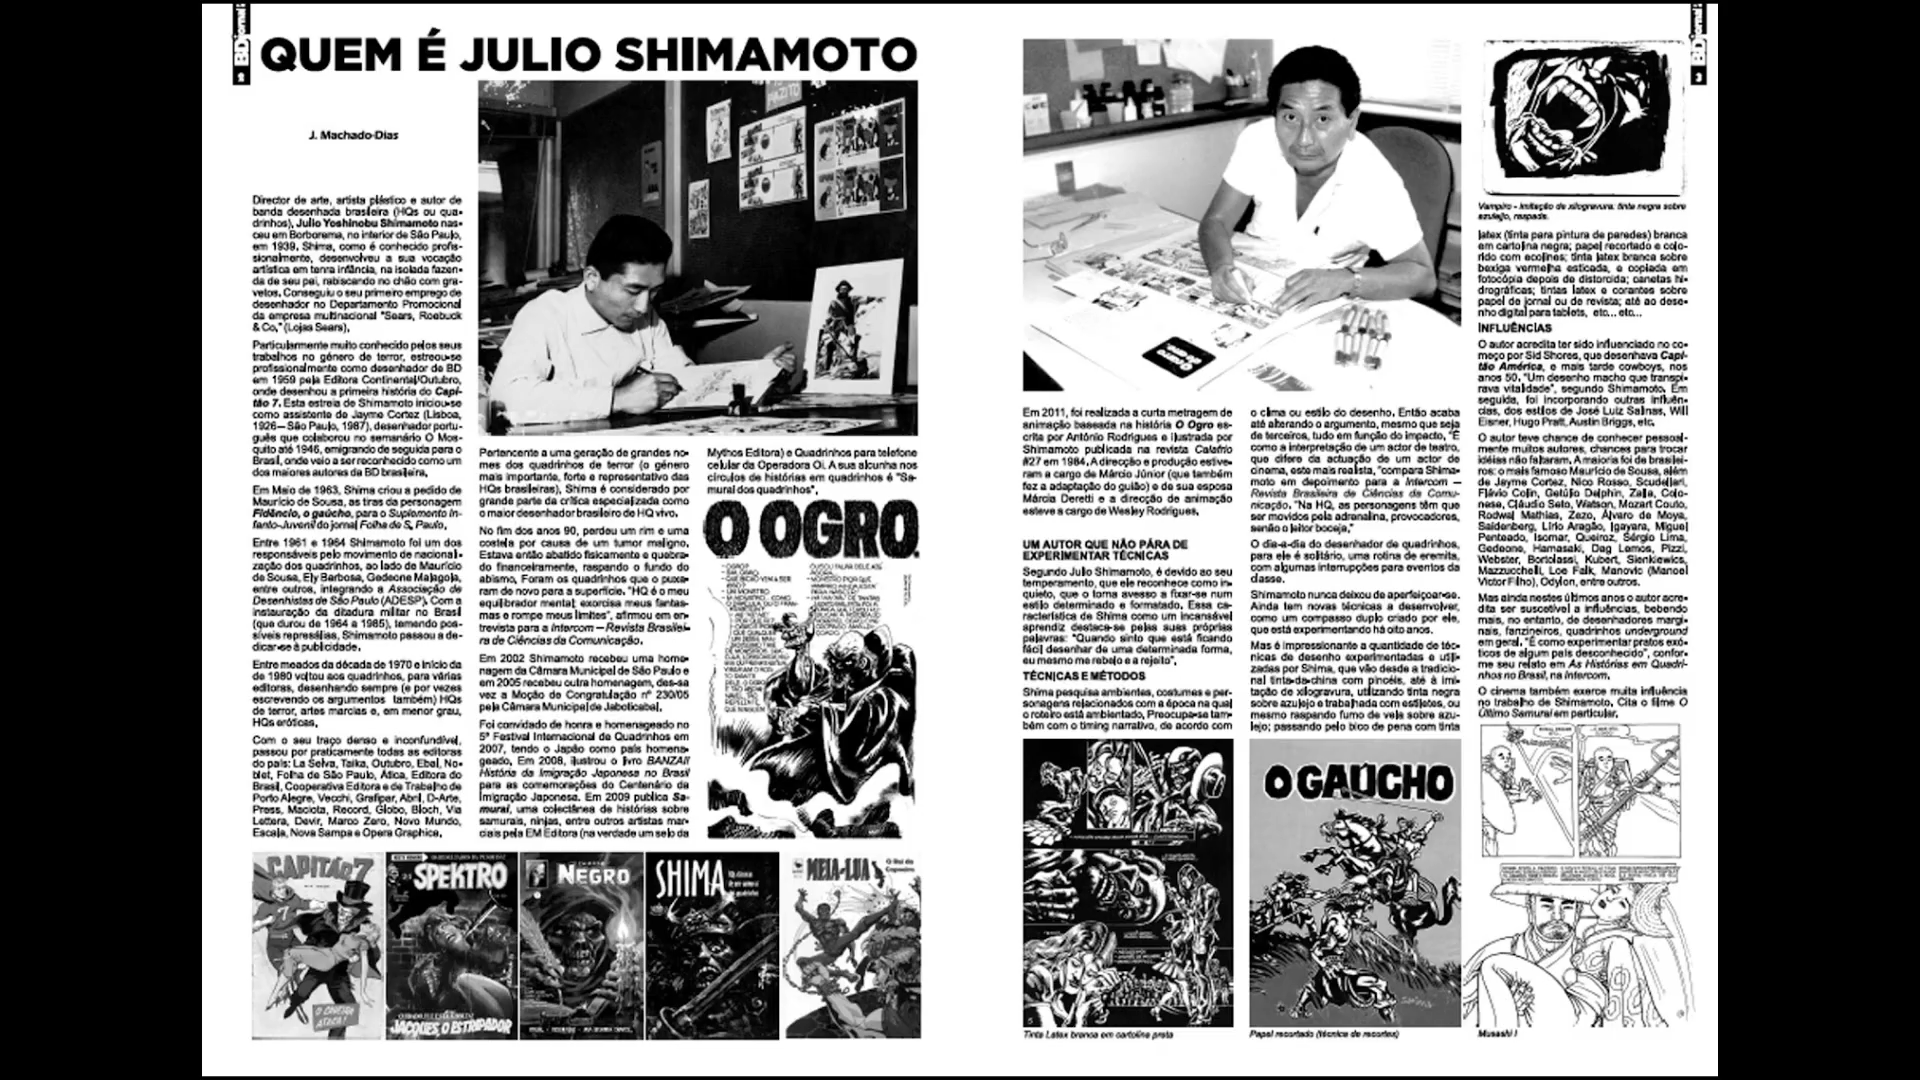 BDjornal
QUEM É JULIO SHIMAMOTO
J. Machado-Dias
Director de arte, artista plástico e autor de
banda desenhada brasileira (HQs ou qua-
drinhos), Julio Yoshinobu Shimamoto nas-
ceu em Borborema, no interior de São Paulo,
em 1939. Shima, como é conhecido profis-
sionalmente, desenvolveu a sua vocação
artística em tenra infância, na isolada fazen-
da de seu pai, rabiscando no chão com gra-
vetos. Conseguiu o seu primeiro emprego de
desenhador no Departamento Promocional
da empresa multinacional "Sears, Roebuck
& Co." (Lojas Sears).
Particularmente muito conhecido pelos seus
trabalhos no género de terror, estreou-se
profissionalmente como desenhador de BD
em 1959 pela Editora Continental/Outubro,
onde desenhou a primeira história do Capi-
tão 7. Esta estreia de Shimamoto iniciou-se
como assistente de Jayme Cortez (Lisboa,
1926– São Paulo, 1987), desenhador portu-
guês que colaborou no semanário O Mos-
quito até 1946, emigrando de seguida para o
Brasil, onde veio a ser reconhecido como um
dos maiores autores da BD brasileira.
Em Maio de 1963, Shima criou a pedido de
Maurício de Sousa, as tiras da personagem
Fidêncio, o gaúcho, para o Suplemento In-
fanto-Juvenil do jornal Folha de S. Paulo.
Entre 1961 e 1964 Shimamoto foi um dos
responsáveis pelo movimento de nacionali-
zação dos quadrinhos, ao lado de Maurício
de Sousa, Ely Barbosa, Gedeone Malagola,
entre outros, integrando a Associação de
Desenhistas de São Paulo (ADESP). Com a
instauração da ditadura militar no Brasil
(que durou de 1964 a 1985), temendo pos-
síveis represálias, Shimamoto passou a de-
dicar-se à publicidade.
Entre meados da década de 1970 e início da
de 1980 voltou aos quadrinhos, para várias
editoras, desenhando sempre (e por vezes
escrevendo os argumentos também) HQs
de terror, artes marcias e, em menor grau,
HQs eróticas.
Com o seu traço denso e inconfundível,
passou por praticamente todas as editoras
do país: La Selva, Taika, Outubro, Ebal, No-
blet, Folha de São Paulo, Ática, Editora do
Brasil, Cooperativa Editora e de Trabalho de
Porto Alegre, Vecchi, Grafipar, Abril, D-Arte,
Press, Maciota, Record, Globo, Bloch, Via
Lettera, Devir, Marco Zero, Novo Mundo,
Escala, Nova Sampa e Opera Graphica.
Pertencente a uma geração de grandes no-
mes dos quadrinhos de terror (o género
mais importante, forte e representativo das
HQs brasileiras), Shima é considerado por
grande parte da crítica especializada como
o maior desenhador brasileiro de HQ vivo.
No fim dos anos 90, perdeu um rim e uma
costela por causa de um tumor maligno.
Estava então abatido fisicamente e quebra-
do financeiramente, raspando o fundo do
abismo. Foram os quadrinhos que o puxa-
ram de novo para a superfície. "HQ é o meu
equilibrador mental; exorcisa meus fantas-
mas e rompe meus limites", afirmou em en-
trevista para a Intercom – Revista Brasilei-
ra de Ciências da Comunicação.
Em 2002 Shimamoto recebeu uma home-
nagem da Câmara Municipal de São Paulo e
em 2005 recebeu outra homenagem, des-sa
vez a Moção de Congratulação nº 230/05
pela Câmara Municipal de Jaboticabal.
Foi convidado de honra e homenageado no
5º Festival Internacional de Quadrinhos em
2007, tendo o Japão como país homena-
geado. Em 2008, ilustrou o livro BANZAI!
História da Imigração Japonesa no Brasil
para as comemorações do Centenário da
Imigração Japonesa. Em 2009 publica Sa-
murai, uma colectânea de histórias sobre
samurais, ninjas, entre outros artistas mar-
ciais pela EM Editora (na verdade um selo da
Mythos Editora) e Quadrinhos para telefone
celular da Operadora Oi. A sua alcunha nos
círculos de histórias em quadrinhos é "Sa-
murai dos quadrinhos".
O OGRO.
CAPITÃO 7
O CINEASTA
ATACA!
SPEKTRO
JACQUES, O ESTRIPADOR
NEGRO
SHIMA
MEIA-LUA
O Rei da
Capoeira
Em 2011, foi realizada a curta metragem de
animação baseada na história O Ogro es-
crita por António Rodrigues e ilustrada por
Shimamoto publicada na revista Calafrio
#27 em 1984. A direcção e produção estive-
ram a cargo de Márcio Júnior (que também
fez a adaptação do guião) e de sua esposa
Márcia Deretti e a direcção de animação
esteve a cargo de Wesley Rodrigues.
UM AUTOR QUE NÃO PÁRA DE
EXPERIMENTAR TÉCNICAS
Segundo Julio Shimamoto, é devido ao seu
temperamento, que ele reconhece como in-
quieto, que o torna avesso a fixar-se num
estilo determinado e formatado. Essa ca-
racterística de Shima como um incansável
aprendiz destaca-se pelas suas próprias
palavras: "Quando sinto que está ficando
fácil desenhar de uma determinada forma,
eu mesmo me rebelo e a rejeito".
TÉCNICAS E MÉTODOS
Shima pesquisa ambientes, costumes e per-
sonagens relacionados com a época na qual
o roteiro está ambientado. Preocupa-se tam-
bém com o timing narrativo, de acordo com
o clima ou estilo do desenho. Então acaba
até alterando o argumento, mesmo que seja
de terceiros, tudo em função do impacto. "É
como a interpretação de um actor de teatro,
que difere da actuação de um actor de
cinema, este mais realista, "compara Shima-
moto em depoimento para a Intercom –
Revista Brasileira de Ciências da Comu-
nicação. "Na HQ, as personagens têm que
ser movidos pela adrenalina, provocadores,
senão o leitor boceja."
O dia-a-dia do desenhador de quadrinhos,
para ele é solitário, uma rotina de eremita,
com algumas interrupções para eventos da
classe.
Shimamoto nunca deixou de aperfeiçoar-se.
Ainda tem novas técnicas a desenvolver,
como um compasso duplo criado por ele,
que está experimentando há oito anos.
Mas é impressionante a quantidade de téc-
nicas de desenho experimentadas e utili-
zadas por Shima, que vão desde a tradicio-
nal tinta-da-china com pincéis, até à imi-
tação de xilogravura, utilizando tinta negra
sobre azulejo e trabalhada com estiletes, ou
mesmo raspando fumo de vela sobre azu-
lejo; passando pelo bico de pena com tinta
Tinta Latex branca em cartolina preta
O GAÚCHO
Papel recortado (técnica de recortes)
Vampiro - imitação de xilogravura: tinta negra sobre
azulejo, raspada.
latex (tinta para pintura de paredes) branca
em cartolina negra; papel recortado e colo-
rido com ecolines; tinta latex branca sobre
bexiga vermelha esticada, e copiada em
fotocópia depois de distorcida; canetas hi-
drográficas; tintas latex e corantes sobre
papel de jornal ou de revista; até ao dese-
nho digital para tablets, etc... etc...
INFLUÊNCIAS
O autor acredita ter sido influenciado no co-
meço por Sid Shores, que desenhava Capi-
tão América, e mais tarde cowboys, nos
anos 50. "Um desenho macho que transpi-
rava vitalidade", segundo Shimamoto. Em
seguida, foi incorporando outras influên-
cias, dos estilos de José Luiz Salinas, Will
Eisner, Hugo Pratt, Austin Briggs, etc.
O autor teve chance de conhecer pessoal-
mente muitos autores, chances para trocar
idéias não faltaram. A maioria foi de brasilei-
ros: o mais famoso Maurício de Sousa, além
de Jayme Cortez, Nico Rosso, Scudellari,
Flávio Colin, Getúlio Delphin, Zalla, Colo-
nese, Cláudio Seto, Watson, Mozart Couto,
Rodwal Mathias, Zezo, Álvaro de Moya,
Saidenberg, Lírio Aragão, Igayara, Miguel
Penteado, Isomar, Queiroz, Sérgio Lima,
Gedeone, Hamasaki, Dag Lemos, Pizzi,
Webster, Bortolassi, Kubert, Sienkiewics,
Mazzucchelli, Loe Falk, Manovic (Manoel
Victor Filho), Odylon, entre outros.
Mas ainda nestes últimos anos o autor acre-
dita ser suscetível a influências, bebendo
mais, no entanto, de desenhadores margi-
nais, fanzineiros, quadrinhos underground
em geral. "É como experimentar pratos exó-
ticos de algum país desconhecido", confor-
me seu relato em As Histórias em Quadri-
nhos no Brasil, na Intercom.
O cinema também exerce muita influência
no trabalho de Shimamoto. Cita o filme O
Último Samurai em particular.
Musashi I